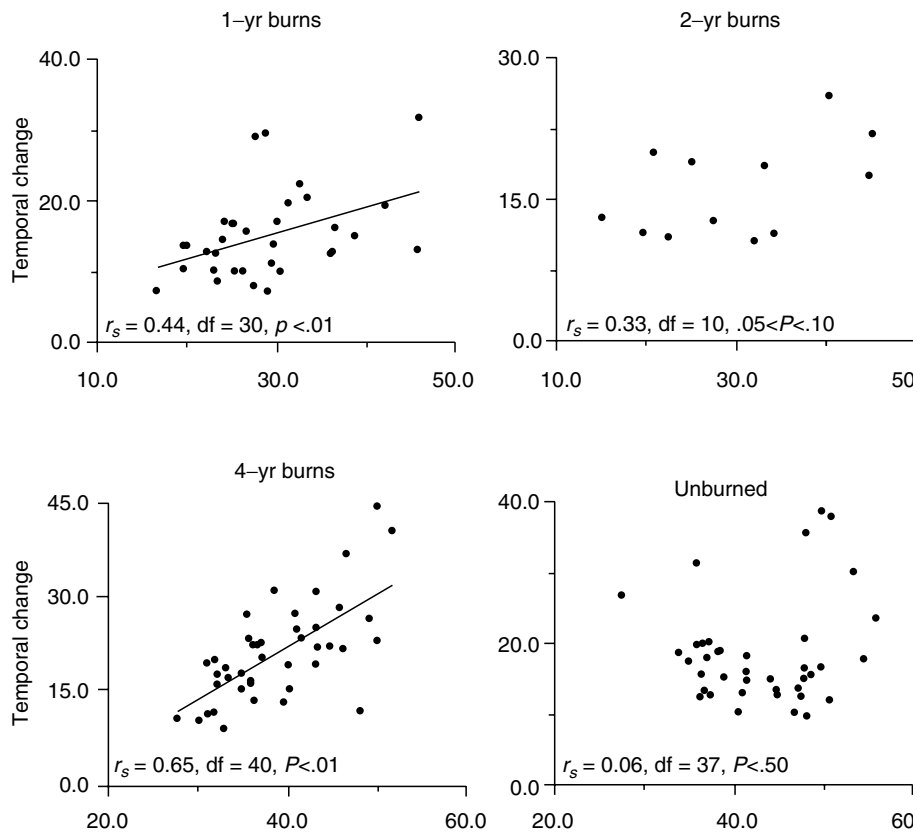 1–yr burns
40.0
20.0
0.0
Temporal change
r_s = 0.44, df = 30, p <.01
10.0 30.0 50.0
2–yr burns
30.0
15.0
0.0
r_s = 0.33, df = 10, .05<P<.10
10.0 30.0 50
4–yr burns
45.0
30.0
15.0
0.0
Temporal change
r_s = 0.65, df = 40, P<.01
20.0 40.0 60.0
Unburned
40.0
20.0
0.0
r_s = 0.06, df = 37, P<.50
20.0 40.0 60